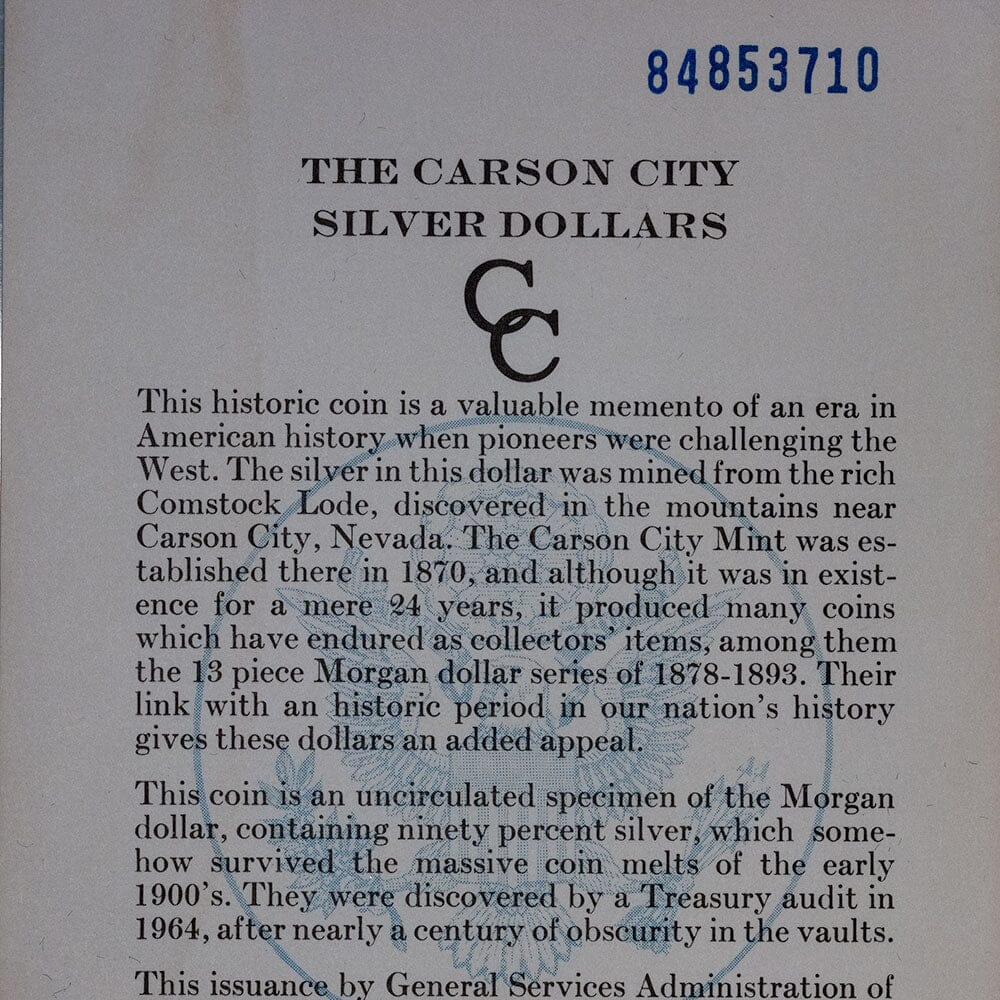 84853710
THE CARSON CITY
SILVER DOLLARS
CC
This historic coin is a valuable memento of an era in
American history when pioneers were challenging the
West. The silver in this dollar was mined from the rich
Comstock Lode, discovered in the mountains near
Carson City, Nevada. The Carson City Mint was es-
tablished there in 1870, and although it was in exist-
ence for a mere 24 years, it produced many coins
which have endured as collectors' items, among them
the 13 piece Morgan dollar series of 1878-1893. Their
link with an historic period in our nation's history
gives these dollars an added appeal.
This coin is an uncirculated specimen of the Morgan
dollar, containing ninety percent silver, which some-
how survived the massive coin melts of the early
1900's. They were discovered by a Treasury audit in
1964, after nearly a century of obscurity in the vaults.
This issuance by General Services Administration of